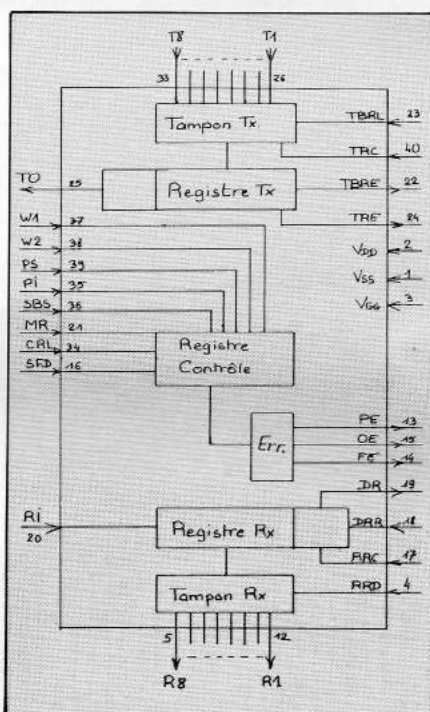 T8 T1
33 26
Tampon Tx.
TBRL 23
TRC 40
TO 25
Registre Tx
TBRE 22
TRE 24
W1 37
W2 38
VDD 2
PS 39
Pi 35
VSS 1
SBS 36
VGG 3
MR 21
CRL 34
SFD 16
Registre
Contrôle
Err.
PE 13
OE 15
FE 14
DR 19
Ri 20
Registre Rx
DRR 18
RRC 17
Tampon Rx
RRD 4
5 12
R8 R1